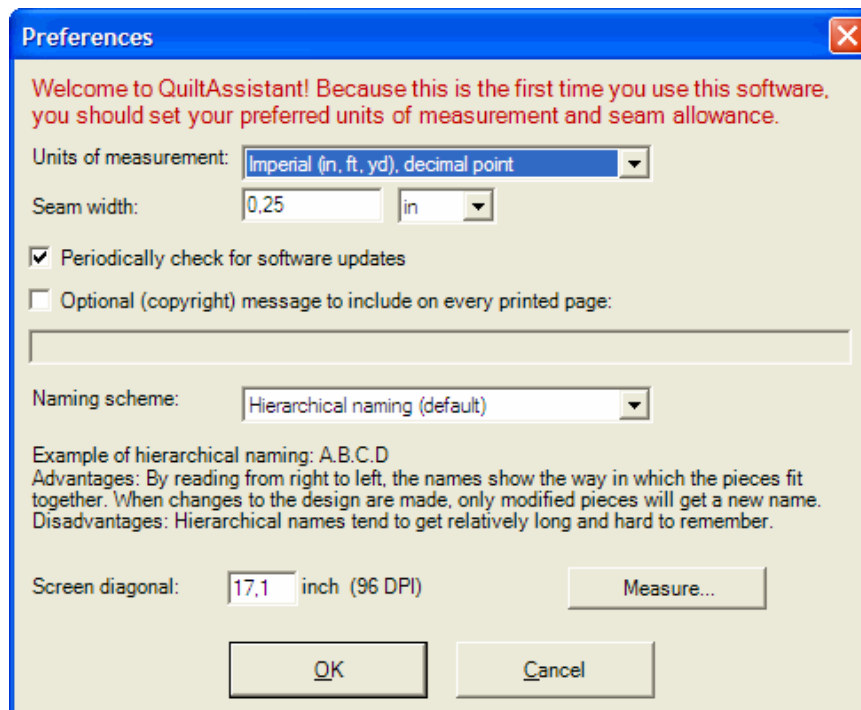 Preferences
Welcome to QuiltAssistant! Because this is the first time you use this software,
you should set your preferred units of measurement and seam allowance.
Units of measurement: Imperial (in, ft, yd), decimal point
Seam width: 0,25 in
Periodically check for software updates
Optional (copyright) message to include on every printed page:
Naming scheme: Hierarchical naming (default)
Example of hierarchical naming: A.B.C.D
Advantages: By reading from right to left, the names show the way in which the pieces fit
together. When changes to the design are made, only modified pieces will get a new name.
Disadvantages: Hierarchical names tend to get relatively long and hard to remember.
Screen diagonal: 17,1 inch (96 DPI) Measure...
OK Cancel